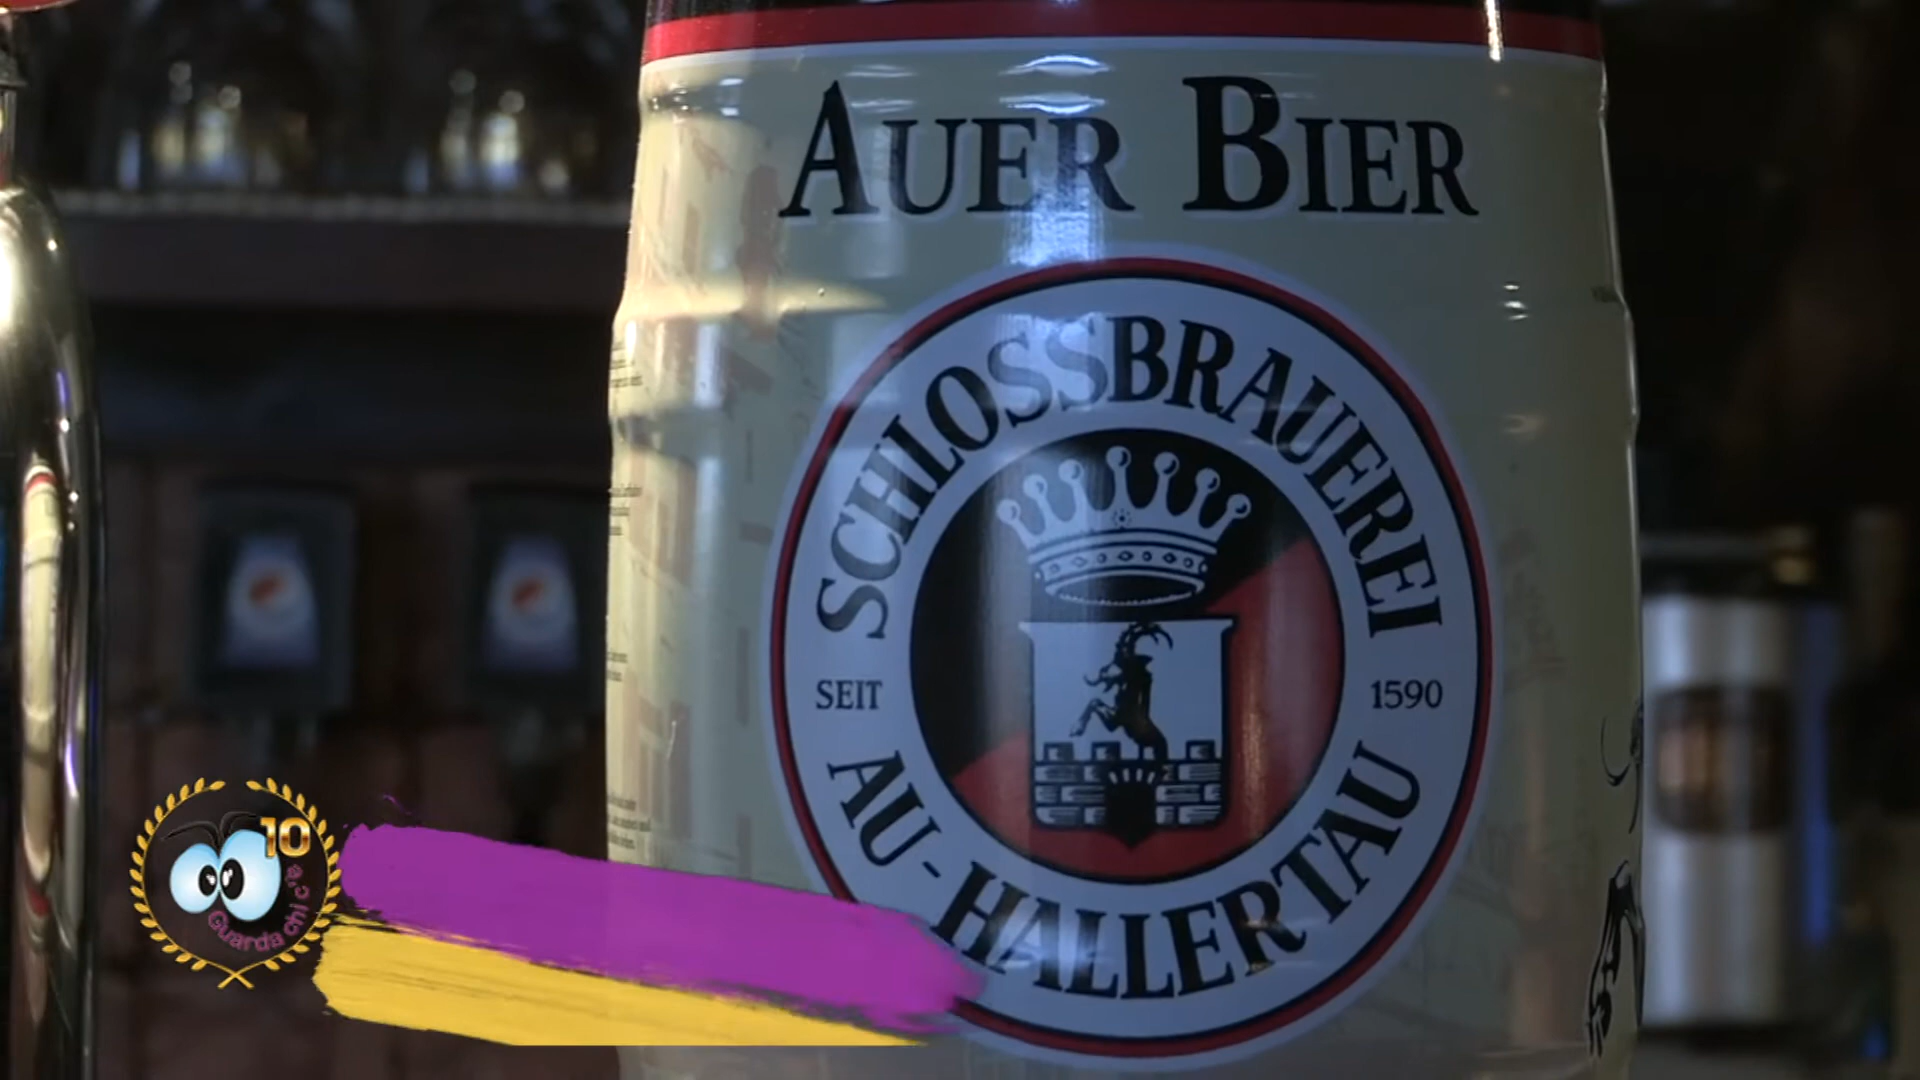 AUER BIER
SCHLOSSBRAUEREI
SEIT 1590
AU-HALLERTAU
10
Guarda chi c'è